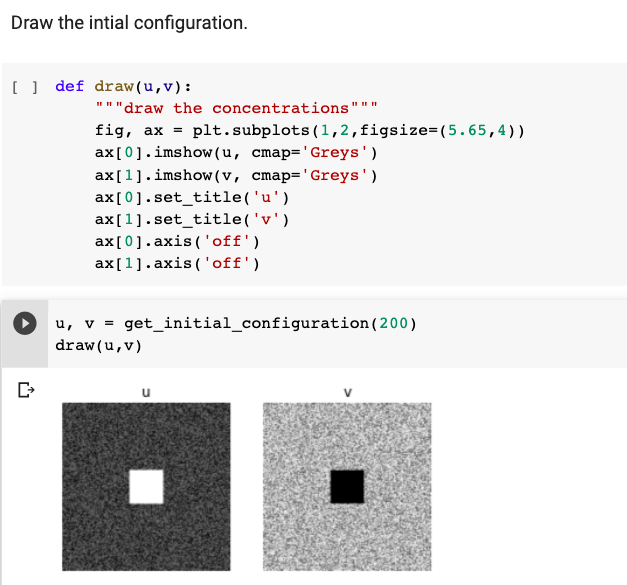 Draw the intial configuration.
[ ] def draw(u,v):
"""draw the concentrations"""
fig, ax = plt.subplots(1,2,figsize=(5.65,4))
ax[0].imshow(u, cmap='Greys')
ax[1].imshow(v, cmap='Greys')
ax[0].set_title('u')
ax[1].set_title('v')
ax[0].axis('off')
ax[1].axis('off')
u, v = get_initial_configuration(200)
draw(u,v)
u v